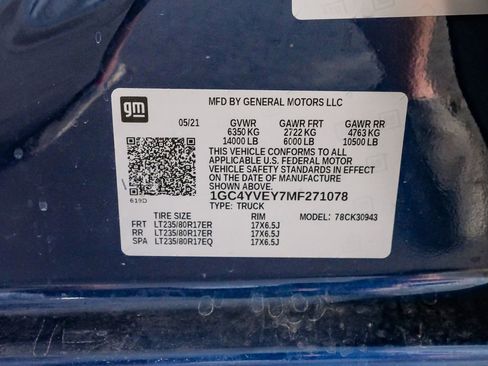 gm
MFD BY GENERAL MOTORS LLC
05/21 GVWR GAWR FRT GAWR RR
6350 KG 2722 KG 4763 KG
14000 LB 6000 LB 10500 LB
THIS VEHICLE CONFORMS TO ALL
APPLICABLE U.S. FEDERAL MOTOR
VEHICLE SAFETY STANDARDS IN EFFECT
ON THE DATE OF MANUFACTURE
SHOWN ABOVE.
1GC4YVEY7MF271078
619D
TYPE: TRUCK
TIRE SIZE RIM MODEL: 78CK30943
FRT LT235/80R17ER 17X6.5J
RR LT235/80R17ER 17X6.5J
SPA LT235/80R17EQ 17X6.5J